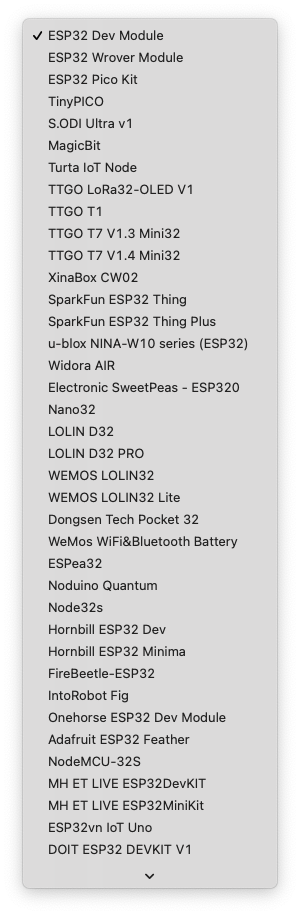 ✓ ESP32 Dev Module
ESP32 Wrover Module
ESP32 Pico Kit
TinyPICO
S.ODI Ultra v1
MagicBit
Turta IoT Node
TTGO LoRa32-OLED V1
TTGO T1
TTGO T7 V1.3 Mini32
TTGO T7 V1.4 Mini32
XinaBox CW02
SparkFun ESP32 Thing
SparkFun ESP32 Thing Plus
u-blox NINA-W10 series (ESP32)
Widora AIR
Electronic SweetPeas - ESP320
Nano32
LOLIN D32
LOLIN D32 PRO
WEMOS LOLIN32
WEMOS LOLIN32 Lite
Dongsen Tech Pocket 32
WeMos WiFi&Bluetooth Battery
ESPea32
Noduino Quantum
Node32s
Hornbill ESP32 Dev
Hornbill ESP32 Minima
FireBeetle-ESP32
IntoRobot Fig
Onehorse ESP32 Dev Module
Adafruit ESP32 Feather
NodeMCU-32S
MH ET LIVE ESP32DevKIT
MH ET LIVE ESP32MiniKit
ESP32vn IoT Uno
DOIT ESP32 DEVKIT V1